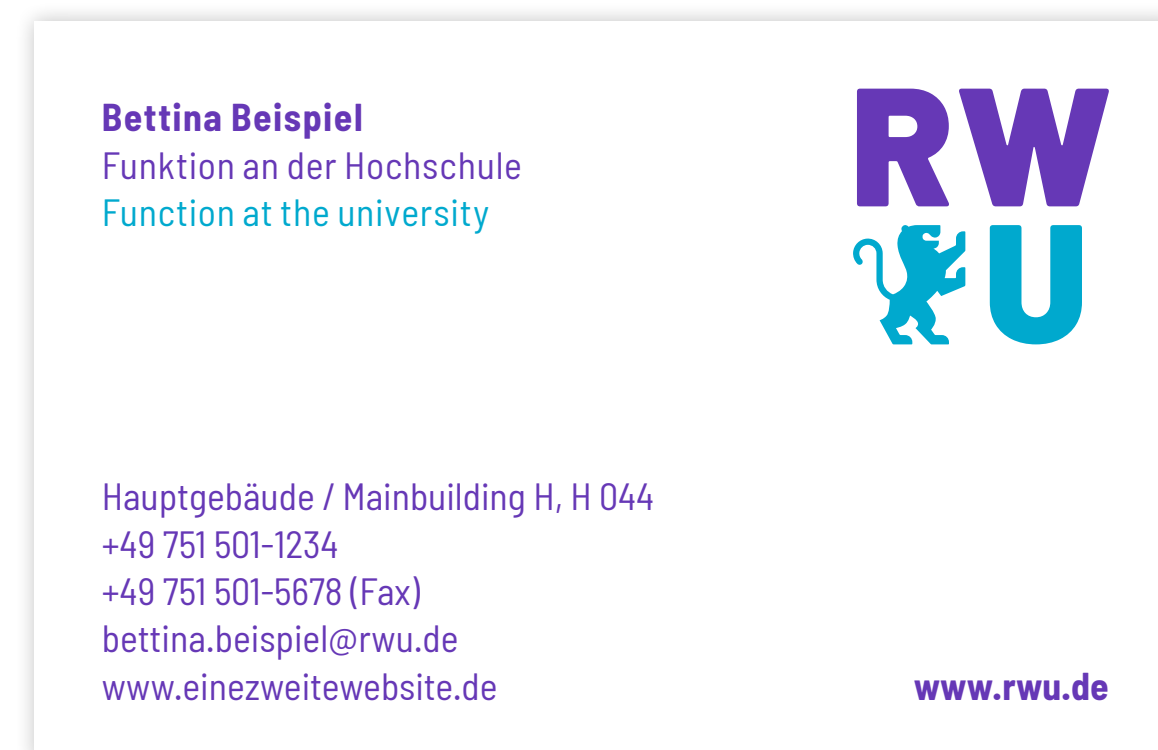 Bettina Beispiel
Funktion an der Hochschule
Function at the university
RW
U
Hauptgebäude / Mainbuilding H, H 044
+49 751 501-1234
+49 751 501-5678 (Fax)
bettina.beispiel@rwu.de
www.einezweitewebsite.de
www.rwu.de